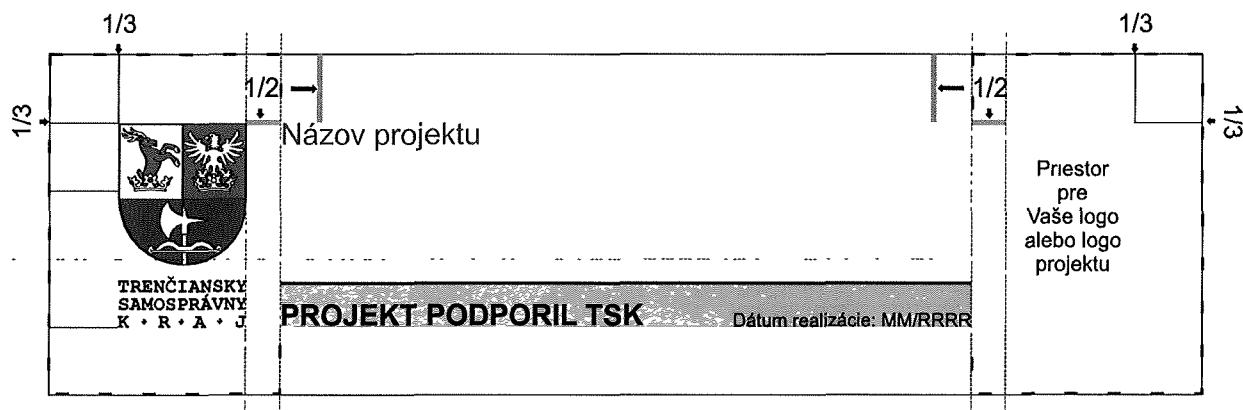 1/3
1/3
1/2
1/2
1/3
1/3
Názov projektu
Priestor
pre
Vaše logo
alebo logo
projektu
TRENČIANSKY
SAMOSPRÁVNY
K · R · A · J
PROJEKT PODPORIL TSK
Dátum realizácie: MM/RRRR